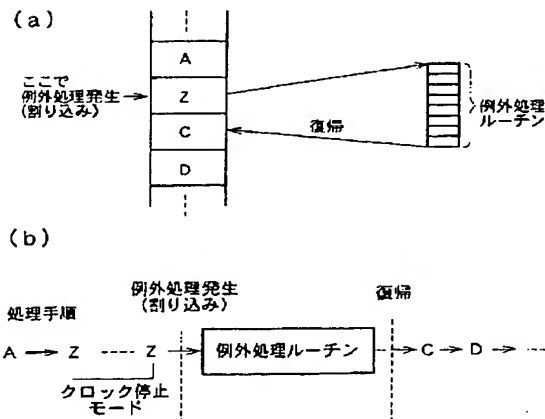 (a)
A
ここで
例外処理発生
(割り込み)
Z
例外処理
ルーチン
復帰
C
D
(b)
例外処理発生
(割り込み)
復帰
処理手順
A Z Z 例外処理ルーチン C D
クロック停止
モード